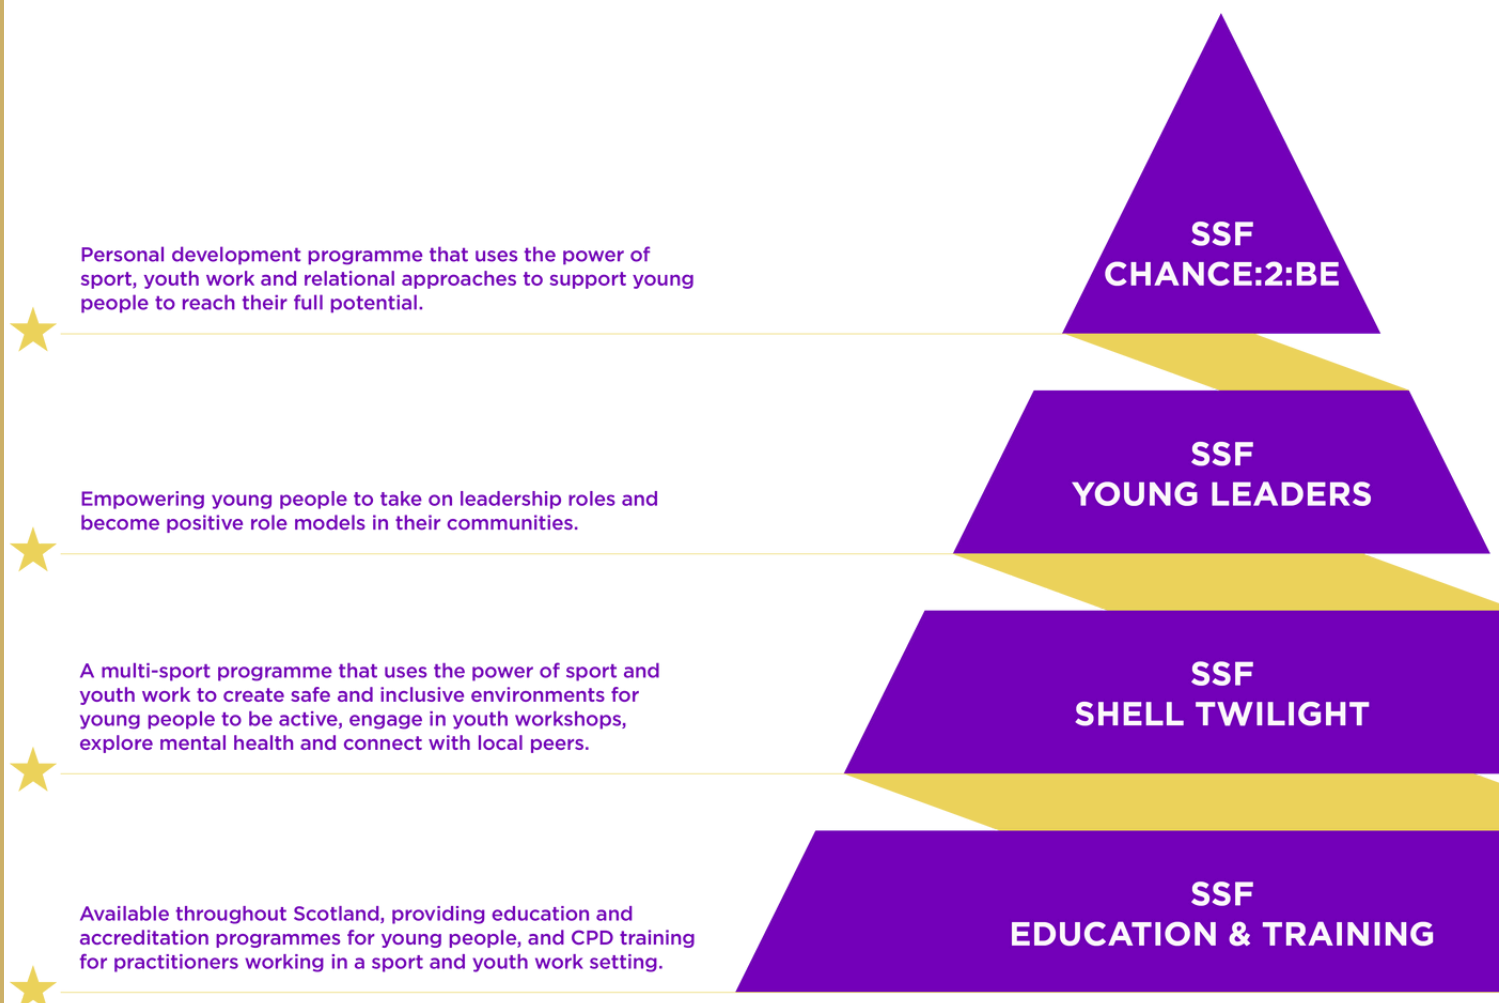 Personal development programme that uses the power of
sport, youth work and relational approaches to support young
people to reach their full potential.
SSF
CHANCE:2:BE
Empowering young people to take on leadership roles and
become positive role models in their communities.
SSF
YOUNG LEADERS
A multi-sport programme that uses the power of sport and
youth work to create safe and inclusive environments for
young people to be active, engage in youth workshops,
explore mental health and connect with local peers.
SSF
SHELL TWILIGHT
Available throughout Scotland, providing education and
accreditation programmes for young people, and CPD training
for practitioners working in a sport and youth work setting.
SSF
EDUCATION & TRAINING